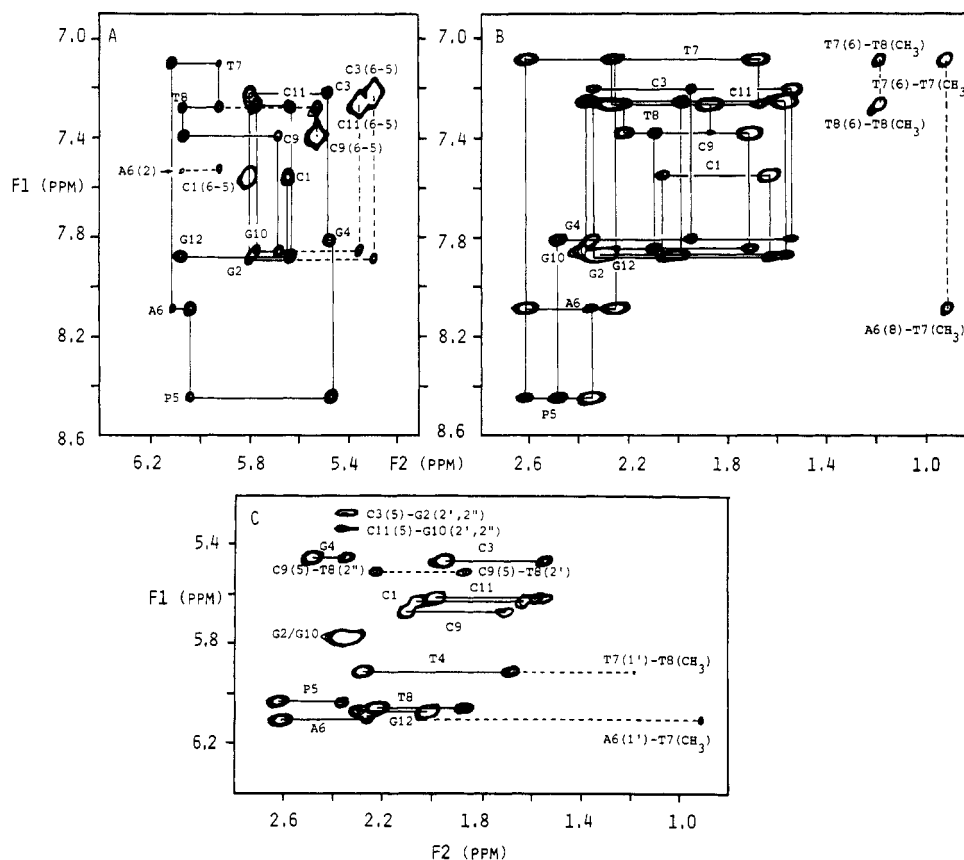 A
7.0
7.4
7.8
8.2
8.6
F1 (PPM)
6.2
5.8
F2 (PPM)
5.4
T7
T8
C11
C3
C3(6-5)
C11(6-5)
C9
C9(6-5)
A6(2)
C1(6-5)
C1
G12
G10
G2
G4
A6
P5
B
T7
T7(6)-T8(CH3)
C3
C11
T7(6)-T7(CH3)
T8
T8(6)-T8(CH3)
C9
C1
G4
G10
G2
G12
A6
A6(8)-T7(CH3)
P5
2.6
2.2
1.8
1.4
1.0
F2 (PPM)
C
C3(5)-G2(2',2")
C11(5)-G10(2',2")
5.4
G4
C3
C9(5)-T8(2")
C9(5)-T8(2')
F1 (PPM)
C1
C11
C9
5.8
G2/G10
T4
T7(1')-T8(CH3)
P5
T8
A6
G12
A6(1')-T7(CH3)
6.2
2.6
2.2
1.8
1.4
1.0
F2 (PPM)